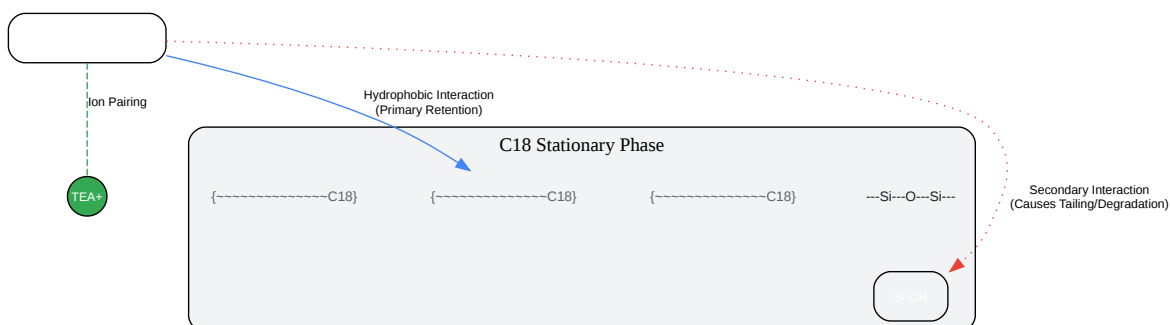 Ion Pairing
Hydrophobic Interaction
(Primary Retention)
C18 Stationary Phase
TEA+
{~~~~~~~~~~~~~~C18}
{~~~~~~~~~~~~~~C18}
{~~~~~~~~~~~~~~C18}
---Si---O---Si---
Secondary Interaction
(Causes Tailing/Degradation)
Si-OH